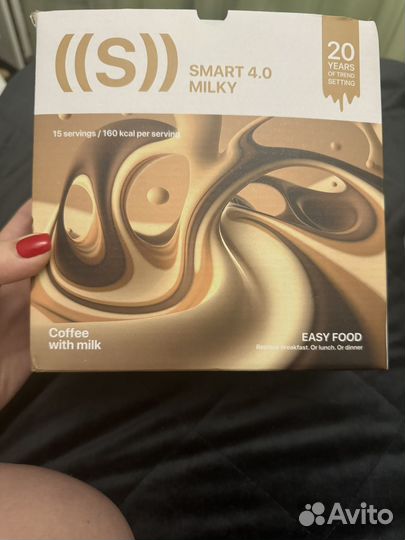 ((S))
SMART 4.0
MILKY
20
YEARS
OF TREND
SETTING
15 servings / 160 kcal per serving
Coffee
with milk
EASY FOOD
Replace breakfast. Or lunch. Or dinner
Avito